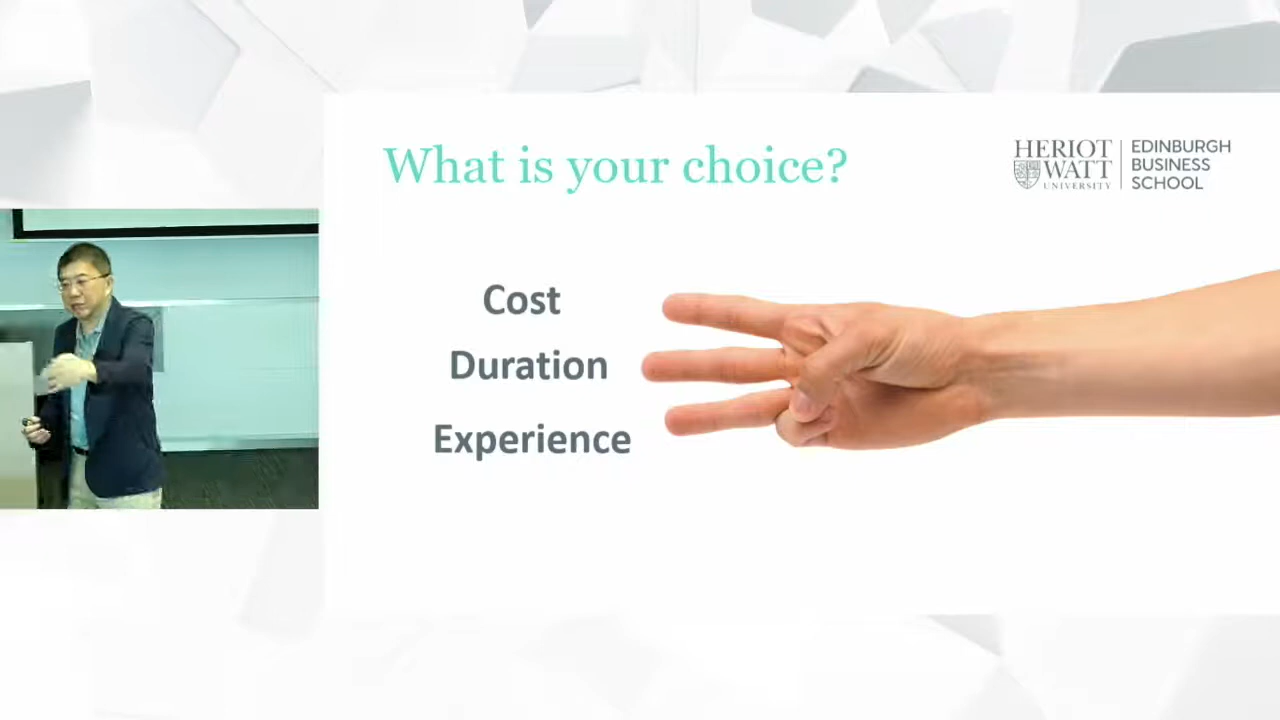 What is your choice?
HERIOT
WATT
UNIVERSITY
EDINBURGH
BUSINESS
SCHOOL
Cost
Duration
Experience